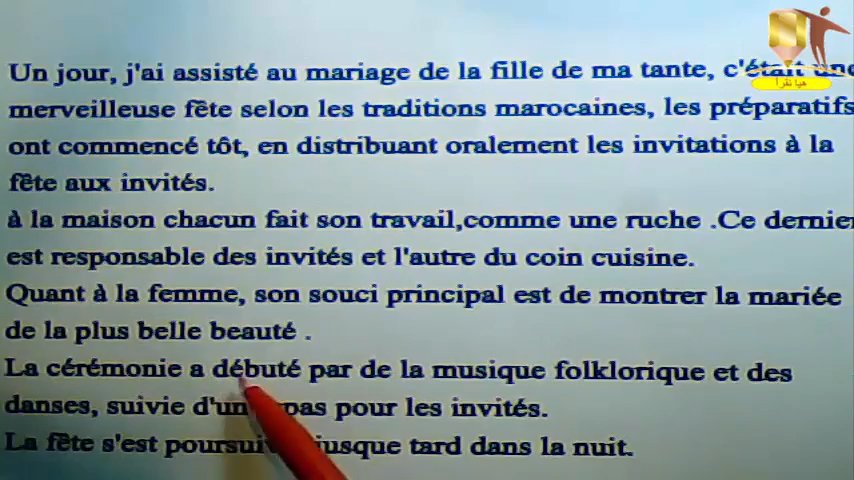 Un jour, j'ai assisté au mariage de la fille de ma tante, c'était une
merveilleuse fête selon les traditions marocaines, les préparatifs
ont commencé tôt, en distribuant oralement les invitations à la
fête aux invités.
à la maison chacun fait son travail,comme une ruche .Ce dernier
est responsable des invités et l'autre du coin cuisine.
Quant à la femme, son souci principal est de montrer la mariée
de la plus belle beauté .
La cérémonie a débuté par de la musique folklorique et des
danses, suivie pour les invités.
La fête s'est jusque tard dans la nuit.
هيا نقرأ